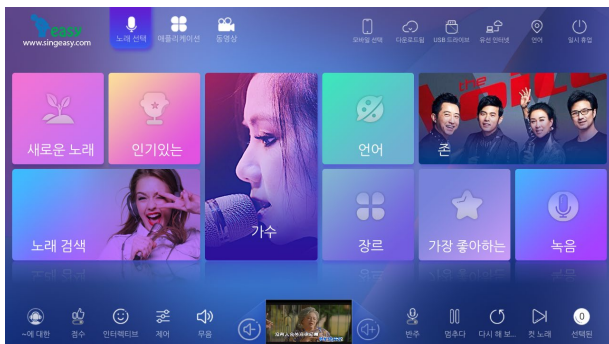 easy
www.singeasy.com
노래 선택
애플리케이션
동영상
모바일 선택
다운로드됨
USB 드라이브
유선 인터넷
언어
일시 휴업
새로운 노래
인기있는
가수
언어
THE
존
노래 검색
장르
가장 좋아하는
녹음
~에 대한
점수
인터랙티브
제어
무음
반주
멈추다
다시 해 보...
컷 노래
0
선택된